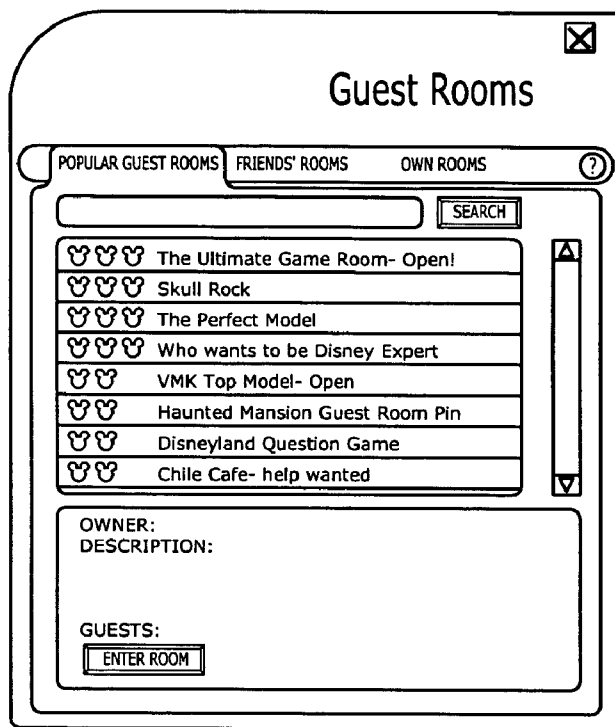 Guest Rooms
POPULAR GUEST ROOMS FRIENDS' ROOMS OWN ROOMS ?
SEARCH
The Ultimate Game Room- Open!
Skull Rock
The Perfect Model
Who wants to be Disney Expert
VMK Top Model- Open
Haunted Mansion Guest Room Pin
Disneyland Question Game
Chile Cafe- help wanted
OWNER:
DESCRIPTION:
GUESTS:
ENTER ROOM